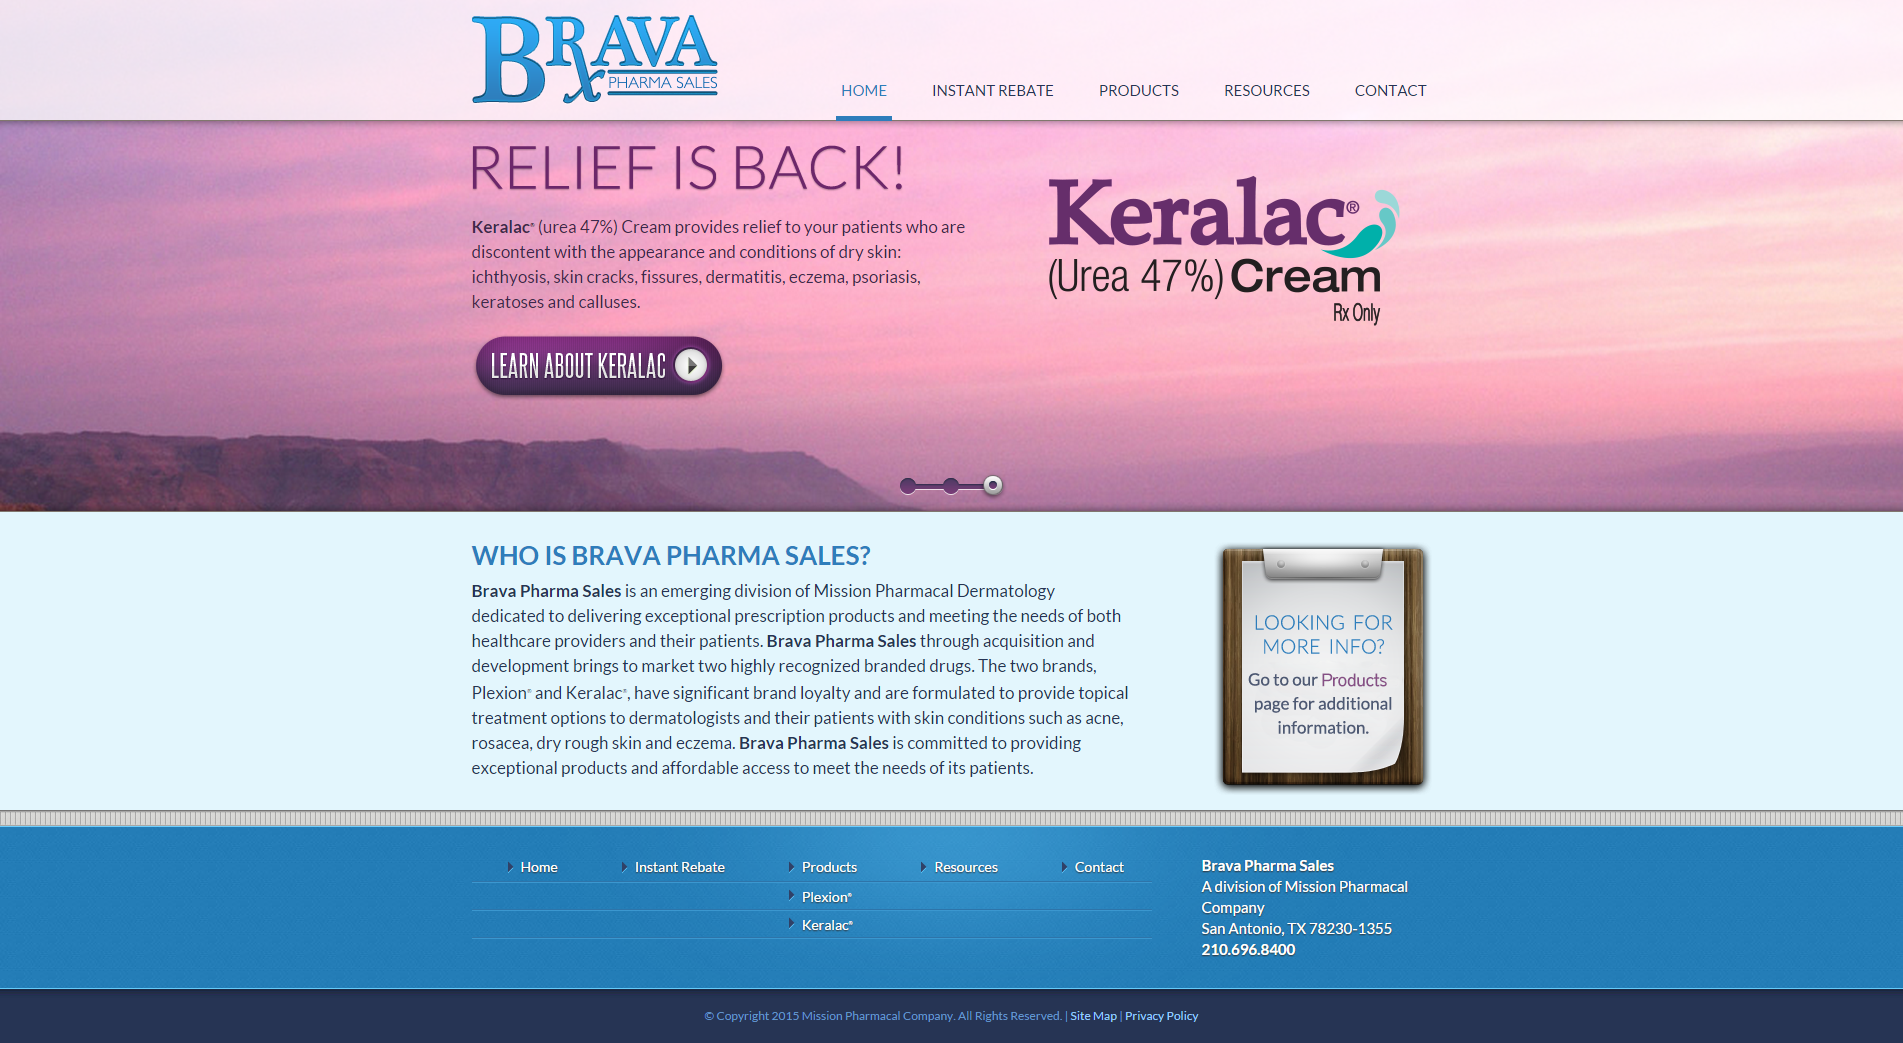 BRAVA
Rx PHARMA SALES
HOME INSTANT REBATE PRODUCTS RESOURCES CONTACT
RELIEF IS BACK!
Keralac® (urea 47%) Cream provides relief to your patients who are
discontent with the appearance and conditions of dry skin:
ichthyosis, skin cracks, fissures, dermatitis, eczema, psoriasis,
keratoses and calluses.
LEARN ABOUT KERALAC
Keralac®
(Urea 47%) Cream
Rx Only
WHO IS BRAVA PHARMA SALES?
Brava Pharma Sales is an emerging division of Mission Pharmacal Dermatology
dedicated to delivering exceptional prescription products and meeting the needs of both
healthcare providers and their patients. Brava Pharma Sales through acquisition and
development brings to market two highly recognized branded drugs. The two brands,
Plexion® and Keralac®, have significant brand loyalty and are formulated to provide topical
treatment options to dermatologists and their patients with skin conditions such as acne,
rosacea, dry rough skin and eczema. Brava Pharma Sales is committed to providing
exceptional products and affordable access to meet the needs of its patients.
LOOKING FOR
MORE INFO?
Go to our Products
page for additional
information.
Home Instant Rebate Products Resources Contact
Plexion®
Keralac®
Brava Pharma Sales
A division of Mission Pharmacal
Company
San Antonio, TX 78230-1355
210.696.8400
© Copyright 2015 Mission Pharmacal Company. All Rights Reserved. | Site Map | Privacy Policy